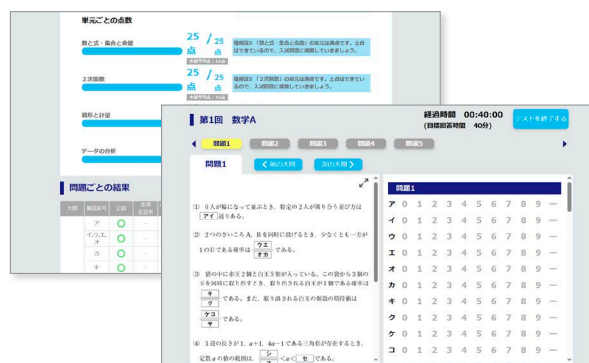 単元ごとの点数
数と式・集合と命題
25 / 25
点 点
2次関数
25 / 25
点 点
図形と計量
データの分析
問題ごとの結果
大問 解答記号 正誤
ア
イ,ウ,エ,オ
カ
キ
第1回 数学A
経過時間 00:40:00
(目標解答時間 40分)
テストを終了する
問題1 問題2 問題3 問題4 問題5
問題1
前の大問
次の大問
(1) 6人が輪になって並ぶとき,特定の2人が隣り合う並び方は
アイ 通りある。
(2) 2つのさいころA,Bを同時に投げるとき,少なくとも一方が
1の目である確率は ウエ/オカ である。
(3) 袋の中に赤玉2個と白玉5個が入っている。この袋から3個の
玉を同時に取り出すとき,取り出される白玉が1個である確率は
キ/ク である。また,取り出される白玉の個数の期待値は
ケコ/サ である。
(4) 3辺の長さが1, a+1, 4a-1である三角形が存在するとき,
定数aの値の範囲は, シ < a < セ である。
問題1
ア 0 1 2 3 4 5 6 7 8 9 −
イ 0 1 2 3 4 5 6 7 8 9 −
ウ 0 1 2 3 4 5 6 7 8 9 −
エ 0 1 2 3 4 5 6 7 8 9 −
オ 0 1 2 3 4 5 6 7 8 9 −
カ 0 1 2 3 4 5 6 7 8 9 −
キ 0 1 2 3 4 5 6 7 8 9 −
ク 0 1 2 3 4 5 6 7 8 9 −
ケ 0 1 2 3 4 5 6 7 8 9 −
コ 0 1 2 3 4 5 6 7 8 9 −